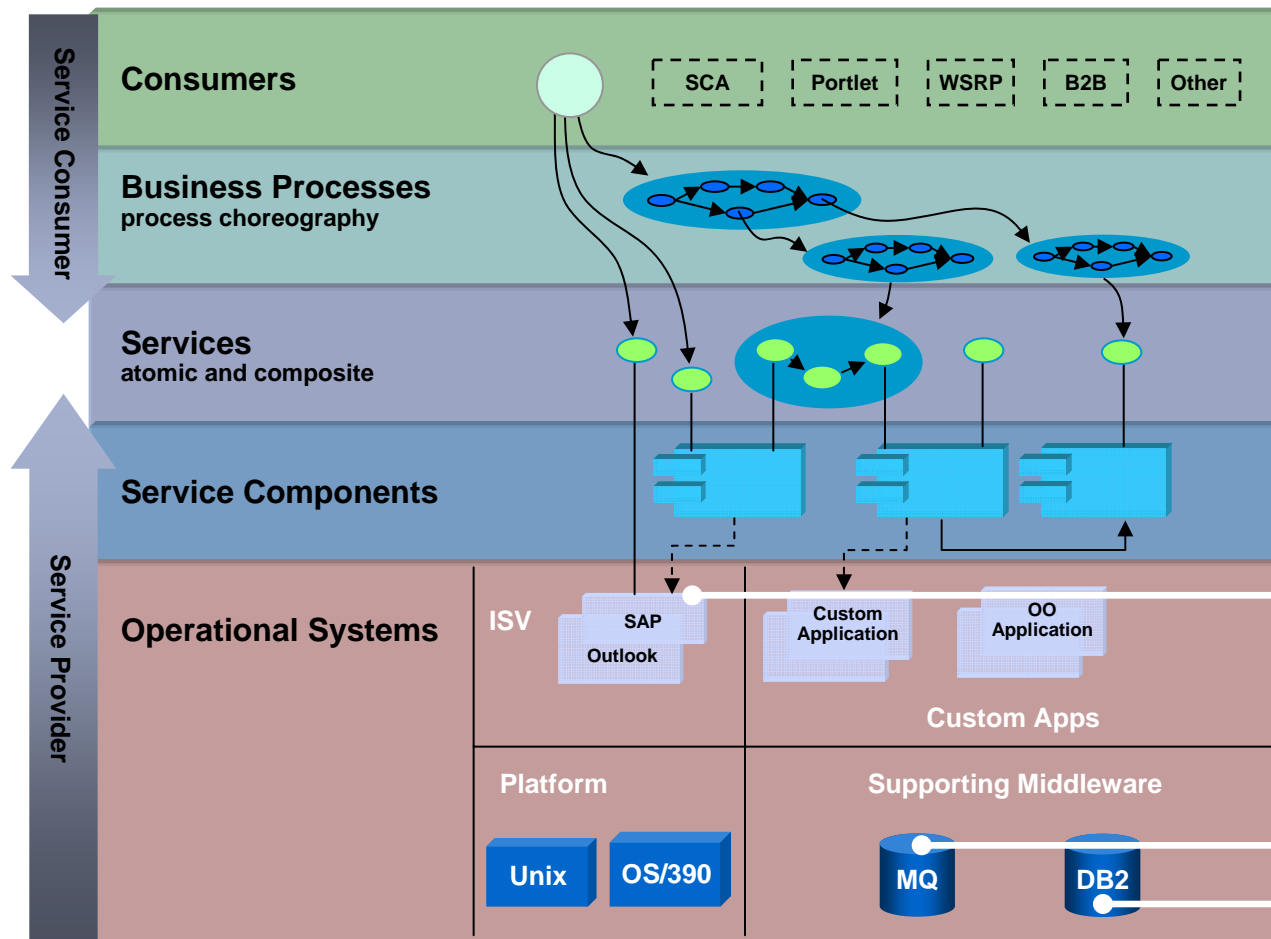 Service Consumer
Service Provider
Consumers
SCA
Portlet
WSRP
B2B
Other
Business Processes
process choreography
Services
atomic and composite
Service Components
Operational Systems
ISV
SAP
Outlook
Custom
Application
OO
Application
Custom Apps
Platform
Supporting Middleware
Unix
OS/390
MQ
DB2